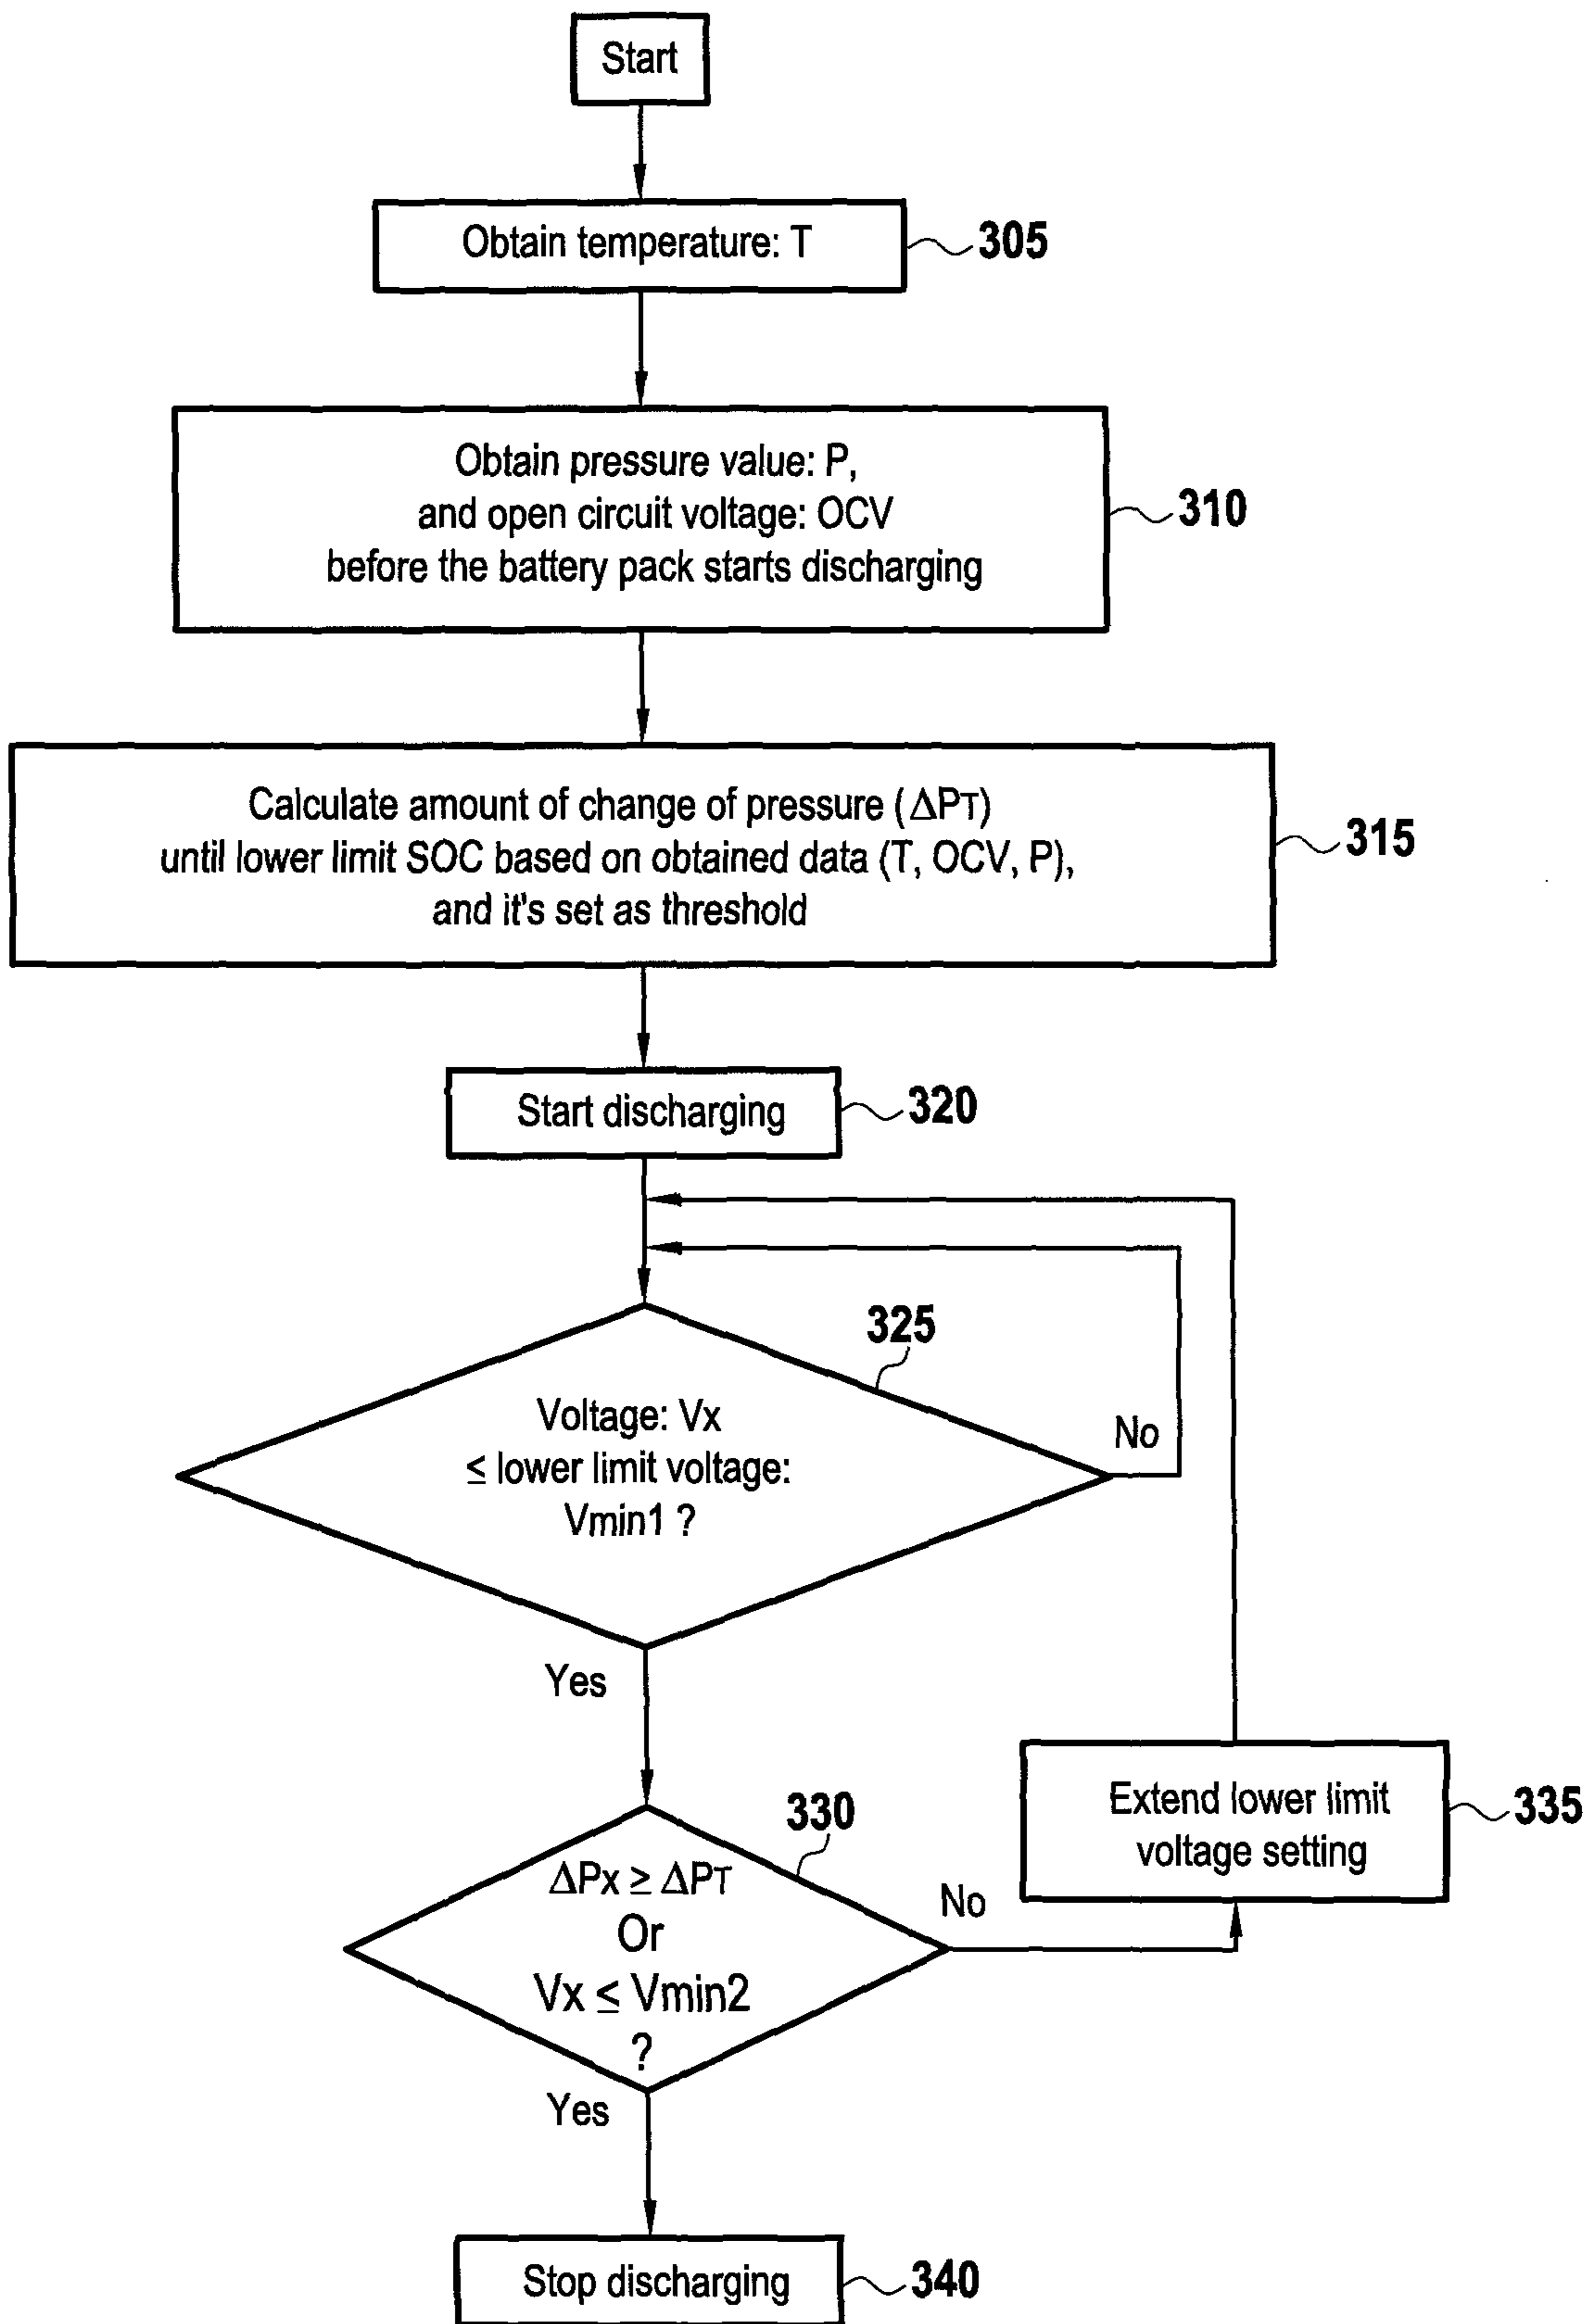 Start
Obtain temperature: T
305
Obtain pressure value: P,
and open circuit voltage: OCV
before the battery pack starts discharging
310
Calculate amount of change of pressure (ΔPT)
until lower limit SOC based on obtained data (T, OCV, P),
and it's set as threshold
315
Start discharging
320
325
Voltage: Vx
≤ lower limit voltage:
Vmin1 ?
No
Yes
330
ΔPx ≥ ΔPT
Or
Vx ≤ Vmin2
?
No
Extend lower limit
voltage setting
335
Yes
Stop discharging
340